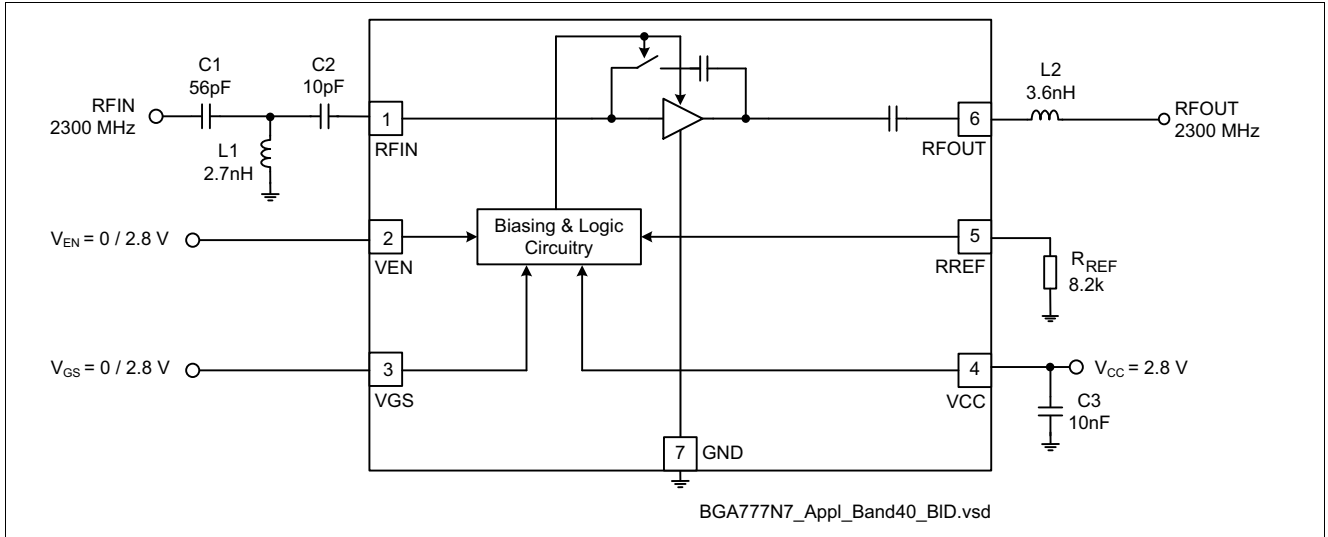 C1
56pF
C2
10pF
RFIN
2300 MHz
L1
2.7nH
1
RFIN
6
RFOUT
L2
3.6nH
RFOUT
2300 MHz
V_EN = 0 / 2.8 V
2
VEN
Biasing & Logic
Circuitry
5
RREF
R_REF
8.2k
V_GS = 0 / 2.8 V
3
VGS
4
VCC
V_CC = 2.8 V
C3
10nF
7
GND
BGA777N7_Appl_Band40_BID.vsd